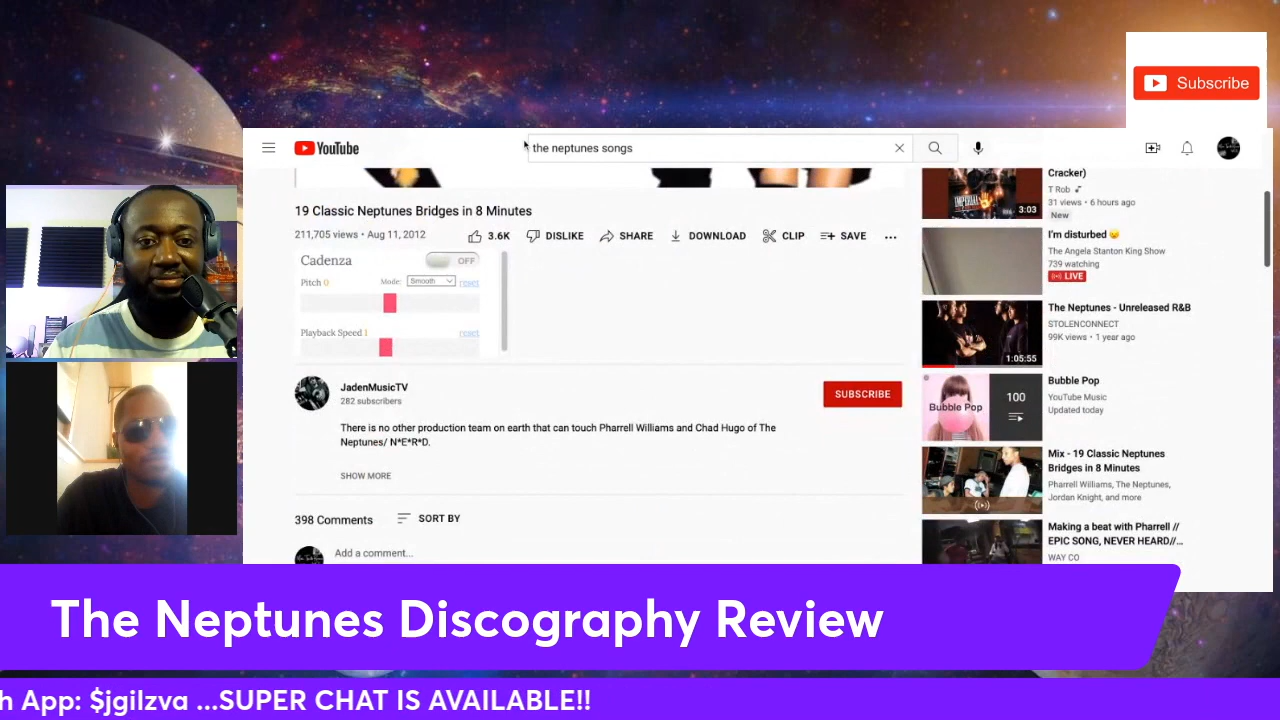 Subscribe
YouTube
the neptunes songs
19 Classic Neptunes Bridges in 8 Minutes
211,705 views • Aug 11, 2012
3.6K
DISLIKE
SHARE
DOWNLOAD
CLIP
SAVE
Cadenza
OFF
Pitch 0
Mode:
Smooth
reset
Playback Speed 1
reset
JadenMusicTV
282 subscribers
SUBSCRIBE
There is no other production team on earth that can touch Pharrell Williams and Chad Hugo of The
Neptunes/ N*E*R*D.
SHOW MORE
398 Comments
SORT BY
Add a comment...
Cracker)
T Rob
31 views • 6 hours ago
New
3:03
I'm disturbed 😒
The Angela Stanton King Show
739 watching
LIVE
The Neptunes - Unreleased R&B
STOLENCONNECT
99K views • 1 year ago
1:05:55
Bubble Pop
100
Bubble Pop
YouTube Music
Updated today
Mix - 19 Classic Neptunes
Bridges in 8 Minutes
Pharrell Williams, The Neptunes,
Jordan Knight, and more
Making a beat with Pharrell //
EPIC SONG, NEVER HEARD//...
WAY CO
The Neptunes Discography Review
h App: $jgilzva ...SUPER CHAT IS AVAILABLE!!